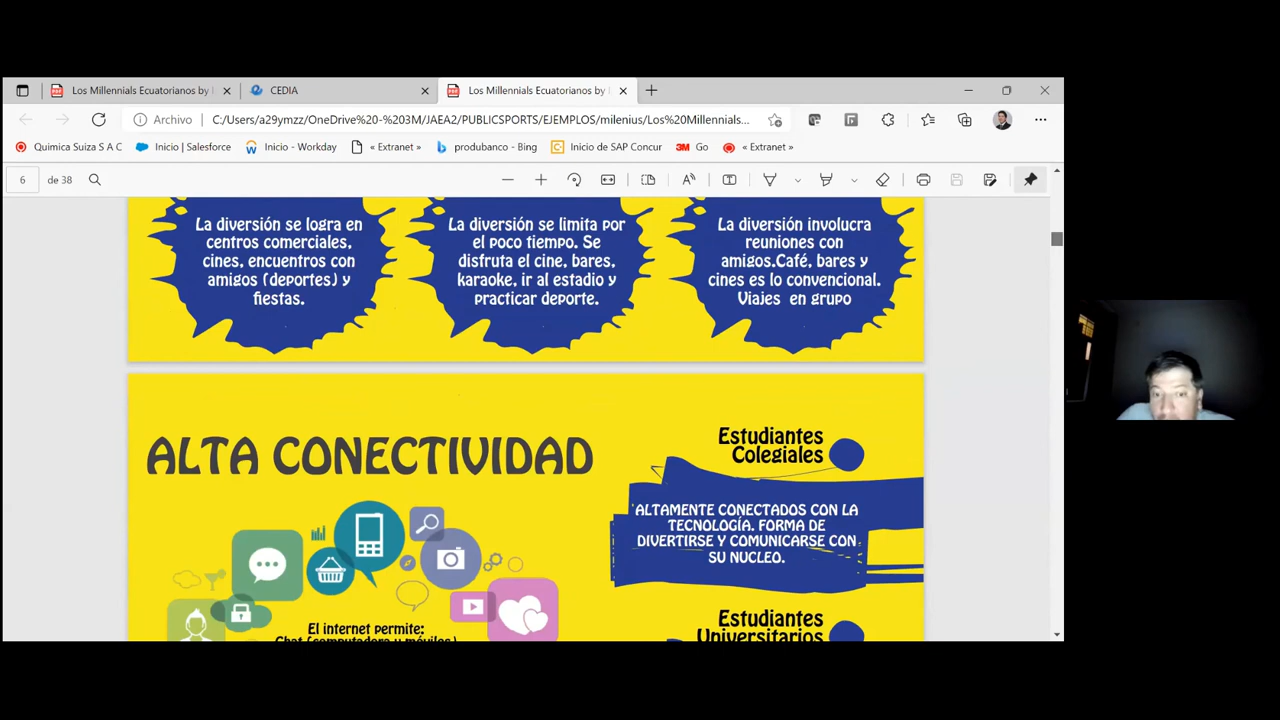 Los Millennials Ecuatorianos by
CEDIA
Los Millennials Ecuatorianos by
Archivo
C:/Users/a29ymzz/OneDrive%20-%203M/JAEA2/PUBLICSPORTS/EJEMPLOS/milenius/Los%20Millennials...
Quimica Suiza S A C
Inicio | Salesforce
Inicio - Workday
« Extranet »
produbanco - Bing
Inicio de SAP Concur
3M Go
« Extranet »
6 de 38
La diversión se logra en
centros comerciales,
cines, encuentros con
amigos (deportes) y
fiestas.
La diversión se limita por
el poco tiempo. Se
disfruta el cine, bares,
karaoke, ir al estadio y
practicar deporte.
La diversión involucra
reuniones con
amigos.Café, bares y
cines es lo convencional.
Viajes en grupo
ALTA CONECTIVIDAD
Estudiantes
Colegiales
ALTAMENTE CONECTADOS CON LA
TECNOLOGÍA. FORMA DE
DIVERTIRSE Y COMUNICARSE CON
SU NUCLEO.
Estudiantes
Universitarios
El internet permite:
Chat (computadora y móviles)